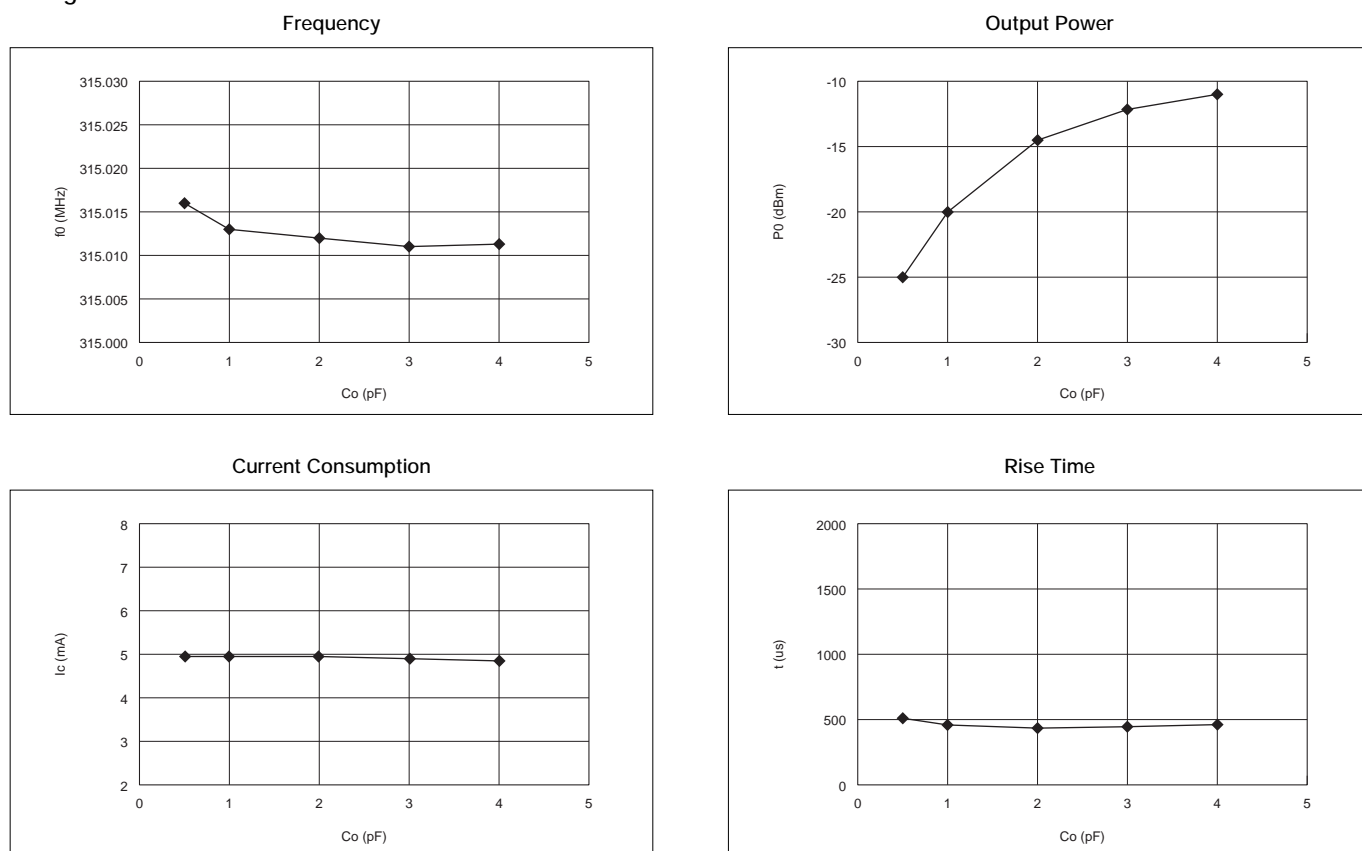 Frequency
315.030
315.025
315.020
315.015
315.010
315.005
315.000
f0 (MHz)
0 1 2 3 4 5
Co (pF)
Output Power
-10
-15
-20
-25
-30
P0 (dBm)
0 1 2 3 4 5
Co (pF)
Current Consumption
8
7
6
5
4
3
2
Ic (mA)
0 1 2 3 4 5
Co (pF)
Rise Time
2000
1500
1000
500
0
t (us)
0 1 2 3 4 5
Co (pF)